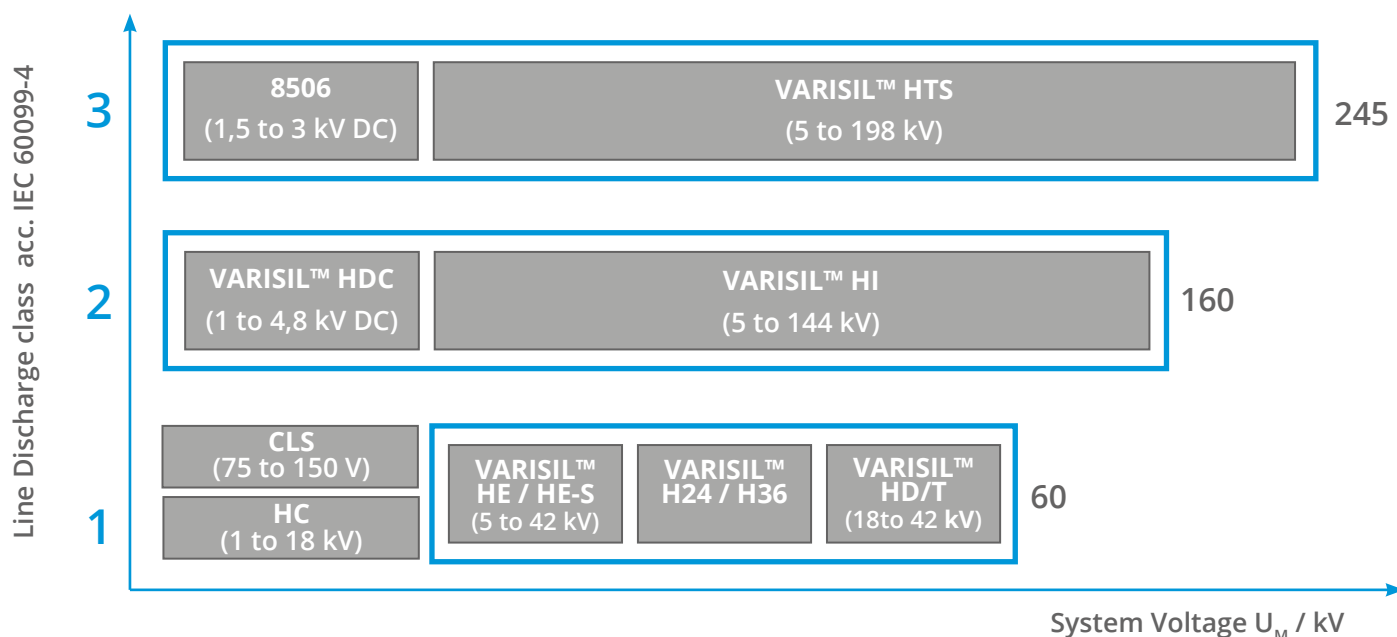 Line Discharge class acc. IEC 60099-4
3
8506
(1,5 to 3 kV DC)
VARISIL™ HTS
(5 to 198 kV)
245
2
VARISIL™ HDC
(1 to 4,8 kV DC)
VARISIL™ HI
(5 to 144 kV)
160
1
CLS
(75 to 150 V)
HC
(1 to 18 kV)
VARISIL™
HE / HE-S
(5 to 42 kV)
VARISIL™
H24 / H36
VARISIL™
HD/T
(18to 42 kV)
60
System Voltage U_M / kV